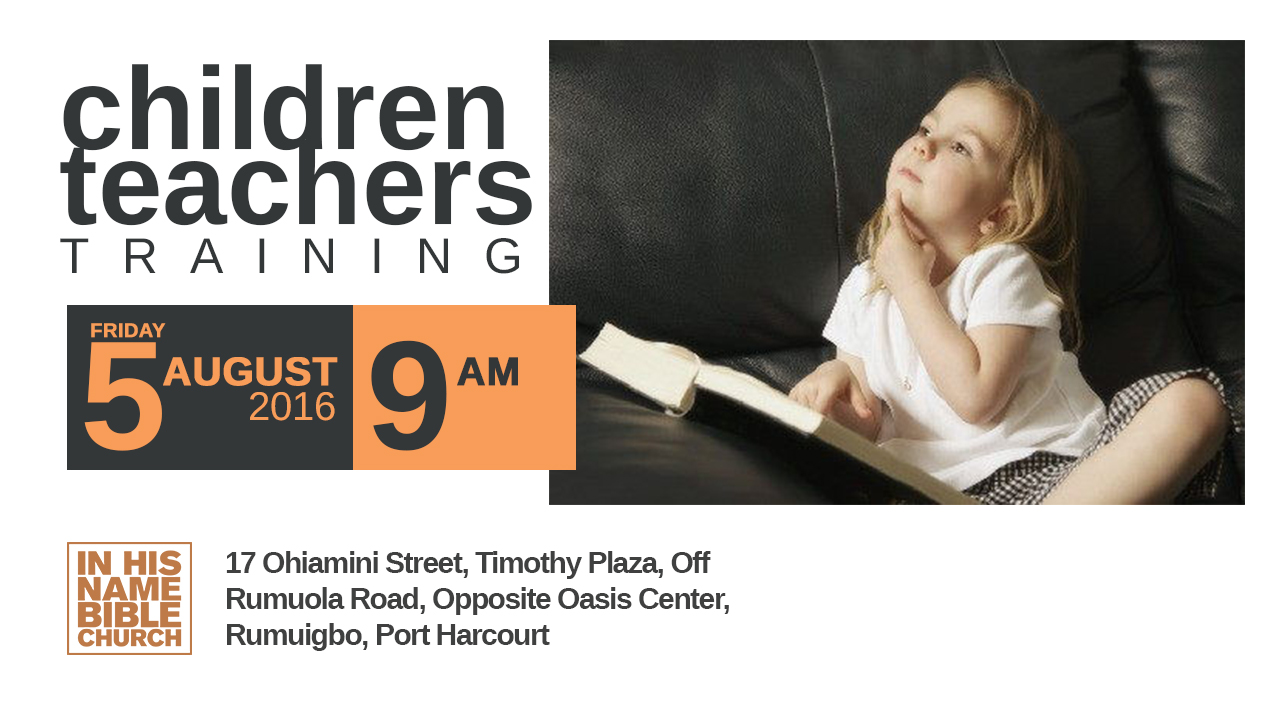 children
teachers
TRAINING
FRIDAY
5 AUGUST
2016
9 AM
IN HIS
NAME
BIBLE
CHURCH
17 Ohiamini Street, Timothy Plaza, Off
Rumuola Road, Opposite Oasis Center,
Rumuigbo, Port Harcourt